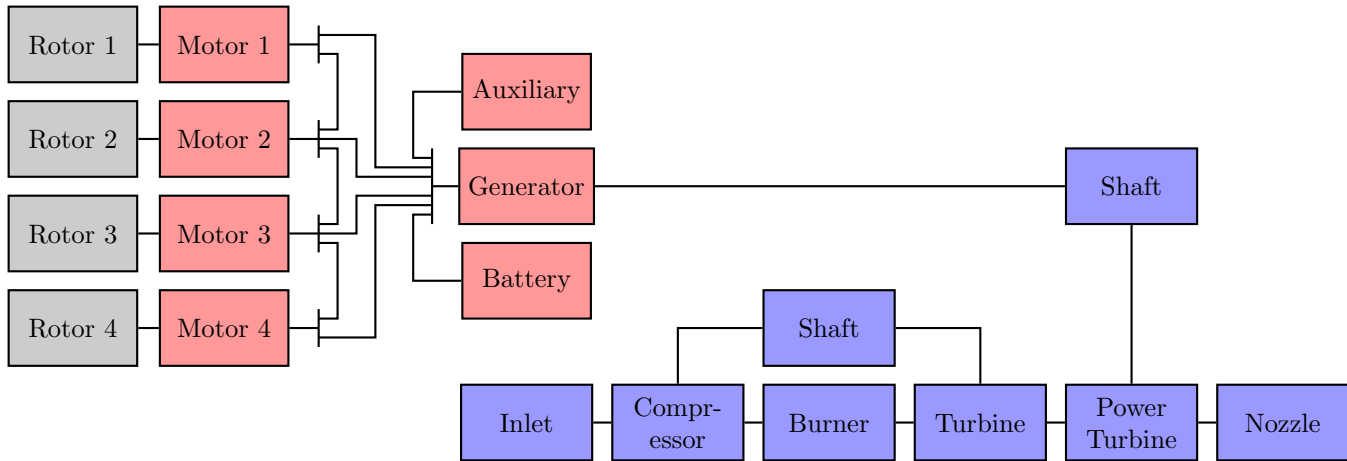 Rotor 1
Motor 1
Rotor 2
Motor 2
Rotor 3
Motor 3
Rotor 4
Motor 4
Auxiliary
Generator
Battery
Shaft
Shaft
Inlet
Compr-
essor
Burner
Turbine
Power
Turbine
Nozzle